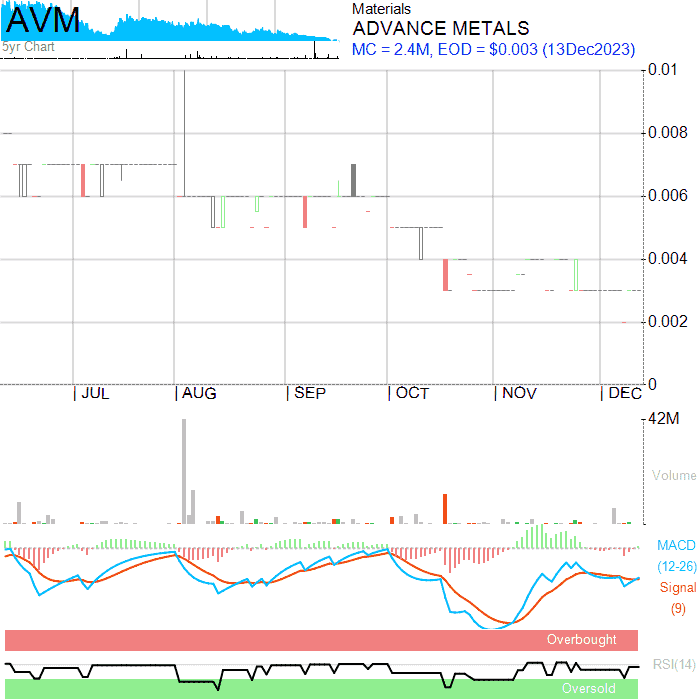 AVM
5yr Chart
Materials
ADVANCE METALS
MC = 2.4M, EOD = $0.003 (13Dec2023)
0.01
0.008
0.006
0.004
0.002
0
JUL AUG SEP OCT NOV DEC
42M
Volume
MACD
(12-26)
Signal
(9)
Overbought
RSI(14)
Oversold